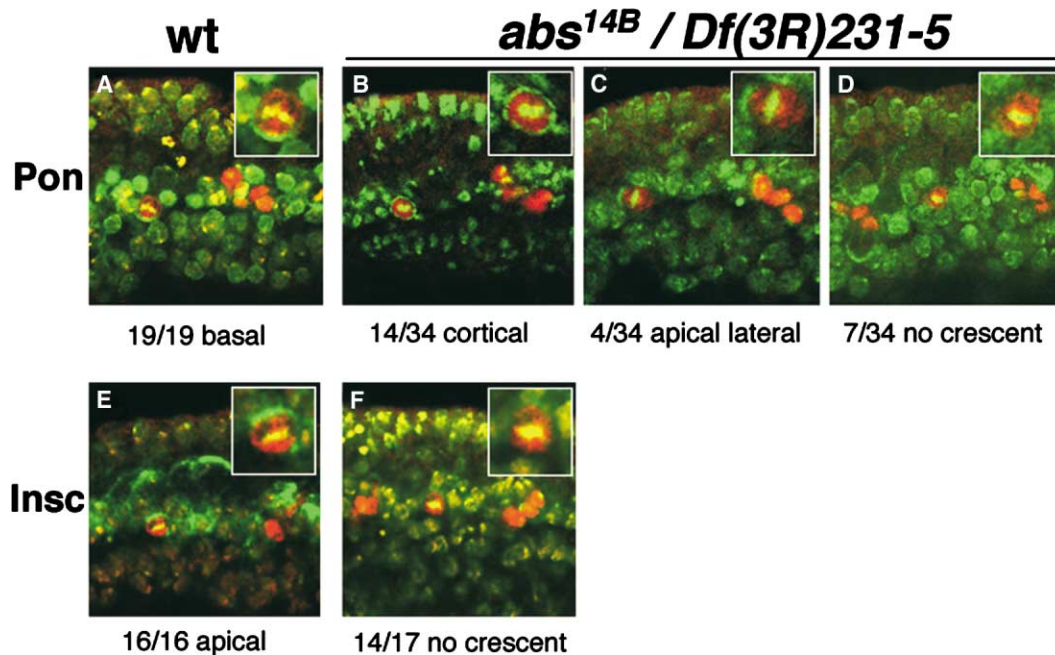 wt
abs14B / Df(3R)231-5
Pon
A
B
C
D
19/19 basal
14/34 cortical
4/34 apical lateral
7/34 no crescent
Insc
E
F
16/16 apical
14/17 no crescent